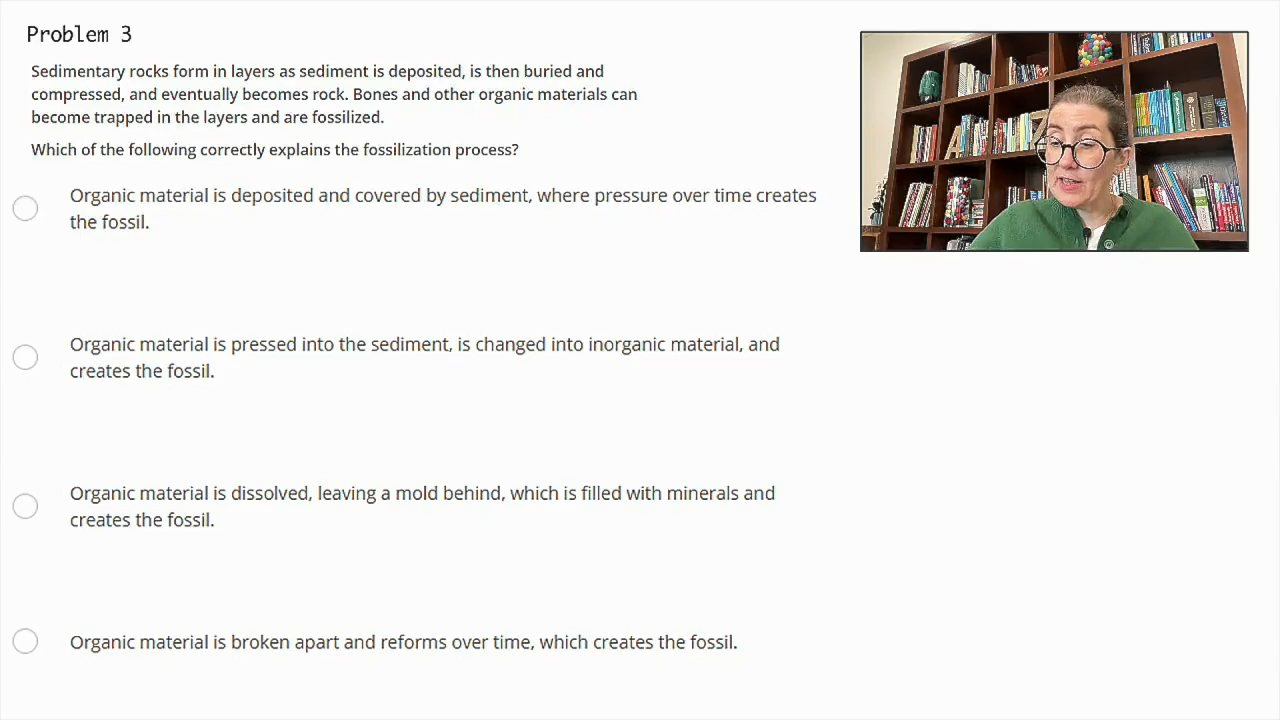 Problem 3
Sedimentary rocks form in layers as sediment is deposited, is then buried and
compressed, and eventually becomes rock. Bones and other organic materials can
become trapped in the layers and are fossilized.
Which of the following correctly explains the fossilization process?
Organic material is deposited and covered by sediment, where pressure over time creates
the fossil.
Organic material is pressed into the sediment, is changed into inorganic material, and
creates the fossil.
Organic material is dissolved, leaving a mold behind, which is filled with minerals and
creates the fossil.
Organic material is broken apart and reforms over time, which creates the fossil.